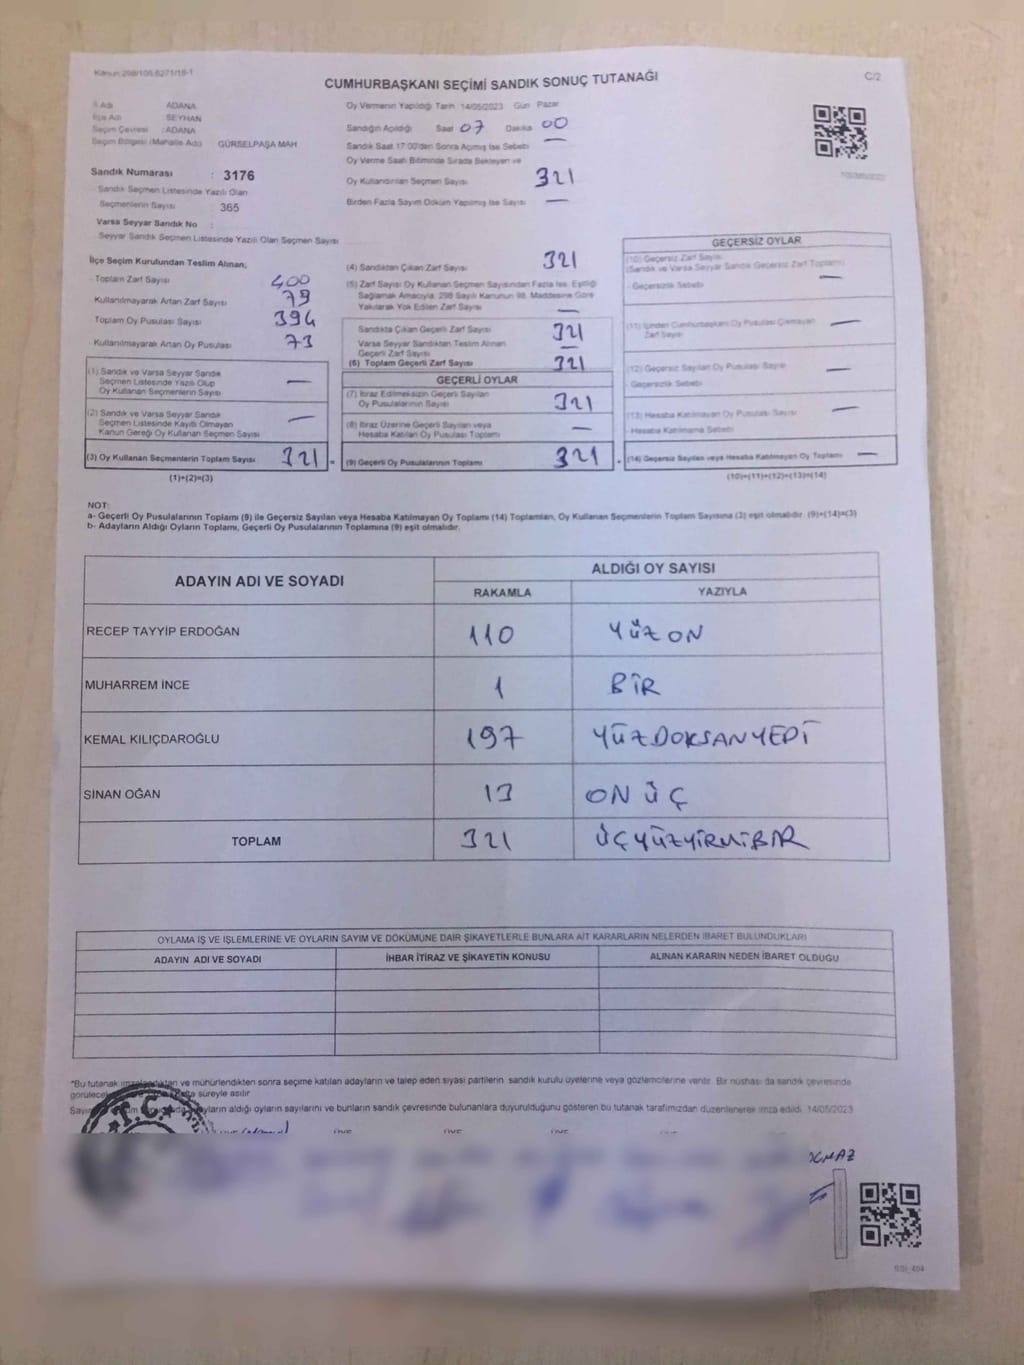 Kanun:298/105,6271/18-1
C/2
CUMHURBAŞKANI SEÇİMİ SANDIK SONUÇ TUTANAĞI
İl Adı ADANA
İlçe Adı SEYHAN
Seçim Çevresi : ADANA
Seçim Bölgesi (Mahalle Adı) GÜRSELPAŞA MAH
Sandık Numarası : 3176
Sandık Seçmen Listesinde Yazılı Olan
Seçmenlerin Sayısı : 365
Varsa Seyyar Sandık No :
Seyyar Sandık Seçmen Listesinde Yazılı Olan Seçmen Sayısı
Oy Vermenin Yapıldığı Tarih 14/05/2023 Gün Pazar
Sandığın Açıldığı Saat 07 Dakika 00
Sandık Saat 17:00'den Sonra Açılmış İse Sebebi —
Oy Verme Saati Bitiminde Sırada Bekleyen ve
Oy Kullandırılan Seçmen Sayısı 321
Birden Fazla Sayım Döküm Yapılmış İse Sayısı —
İlçe Seçim Kurulundan Teslim Alınan;
Toplam Zarf Sayısı 400
Kullanılmayarak Artan Zarf Sayısı 79
Toplam Oy Pusulası Sayısı 394
Kullanılmayarak Artan Oy Pusulası 73
(1) Sandık ve Varsa Seyyar Sandık
Seçmen Listesinde Yazılı Olup
Oy Kullanan Seçmenlerin Sayısı —
(2) Sandık ve Varsa Seyyar Sandık
Seçmen Listesinde Kayıtlı Olmayan
Kanun Gereği Oy Kullanan Seçmen Sayısı —
(3) Oy Kullanan Seçmenlerin Toplam Sayısı 321
(1)+(2)=(3)
(4) Sandıktan Çıkan Zarf Sayısı 321
(5) Zarf Sayısı Oy Kullanan Seçmen Sayısından Fazla İse, Eşitliği
Sağlamak Amacıyla, 298 Sayılı Kanunun 98. Maddesine Göre
Yakılarak Yok Edilen Zarf Sayısı —
Sandıkta Çıkan Geçerli Zarf Sayısı 321
Varsa Seyyar Sandıktan Teslim Alınan
Geçerli Zarf Sayısı —
(6) Toplam Geçerli Zarf Sayısı 321
GEÇERLİ OYLAR
(7) İtiraz Edilmeksizin Geçerli Sayılan
Oy Pusulalarının Sayısı 321
(8) İtiraz Üzerine Geçerli Sayılan veya
Hesaba Katılan Oy Pusulası Toplamı —
(9) Geçerli Oy Pusulalarının Toplamı 321
GEÇERSİZ OYLAR
(10) Geçersiz Zarf Sayısı
(Sandık ve Varsa Seyyar Sandık Geçersiz Zarf Toplamı)
Geçersizlik Sebebi —
(11) İçinden Cumhurbaşkanı Oy Pusulası Çıkmayan
Zarf Sayısı —
(12) Geçersiz Sayılan Oy Pusulası Sayısı —
Geçersizlik Sebebi
(13) Hesaba Katılmayan Oy Pusulası Sayısı —
Hesaba Katılmama Sebebi
(14) Geçersiz Sayılan veya Hesaba Katılmayan Oy Toplamı —
(10)+(11)+(12)+(13)=(14)
NOT:
a- Geçerli Oy Pusulalarının Toplamı (9) ile Geçersiz Sayılan veya Hesaba Katılmayan Oy Toplamı (14) Toplamları, Oy Kullanan Seçmenlerin Toplam Sayısına (3) eşit olmalıdır. (9)+(14)=(3)
b- Adayların Aldığı Oyların Toplamı, Geçerli Oy Pusulalarının Toplamına (9) eşit olmalıdır.
ADAYIN ADI VE SOYADI
ALDIĞI OY SAYISI
RAKAMLA YAZIYLA
RECEP TAYYİP ERDOĞAN 110 YÜZ ON
MUHARREM İNCE 1 BİR
KEMAL KILIÇDAROĞLU 197 YÜZDOKSANYEDİ
SİNAN OĞAN 13 ON ÜÇ
TOPLAM 321 ÜÇYÜZYİRMİBİR
OYLAMA İŞ VE İŞLEMLERİNE VE OYLARIN SAYIM VE DÖKÜMÜNE DAİR ŞİKAYETLERLE BUNLARA AİT KARARLARIN NELERDEN İBARET BULUNDUKLARI
ADAYIN ADI VE SOYADI İHBAR İTİRAZ VE ŞİKAYETİN KONUSU ALINAN KARARIN NEDEN İBARET OLDUĞU
*Bu tutanak imzalandıktan ve mühürlendikten sonra seçime katılan adayların ve talep eden siyasi partilerin sandık kurulu üyelerine veya gözlemcilerine verilir. Bir nüshası da sandık çevresinde
süreyle asılır
aldığı oyların sayılarını ve bunların sandık çevresinde bulunanlara duyurulduğunu gösteren bu tutanak tarafımızdan düzenlenerek imza edildi. 14/05/2023
T.C.